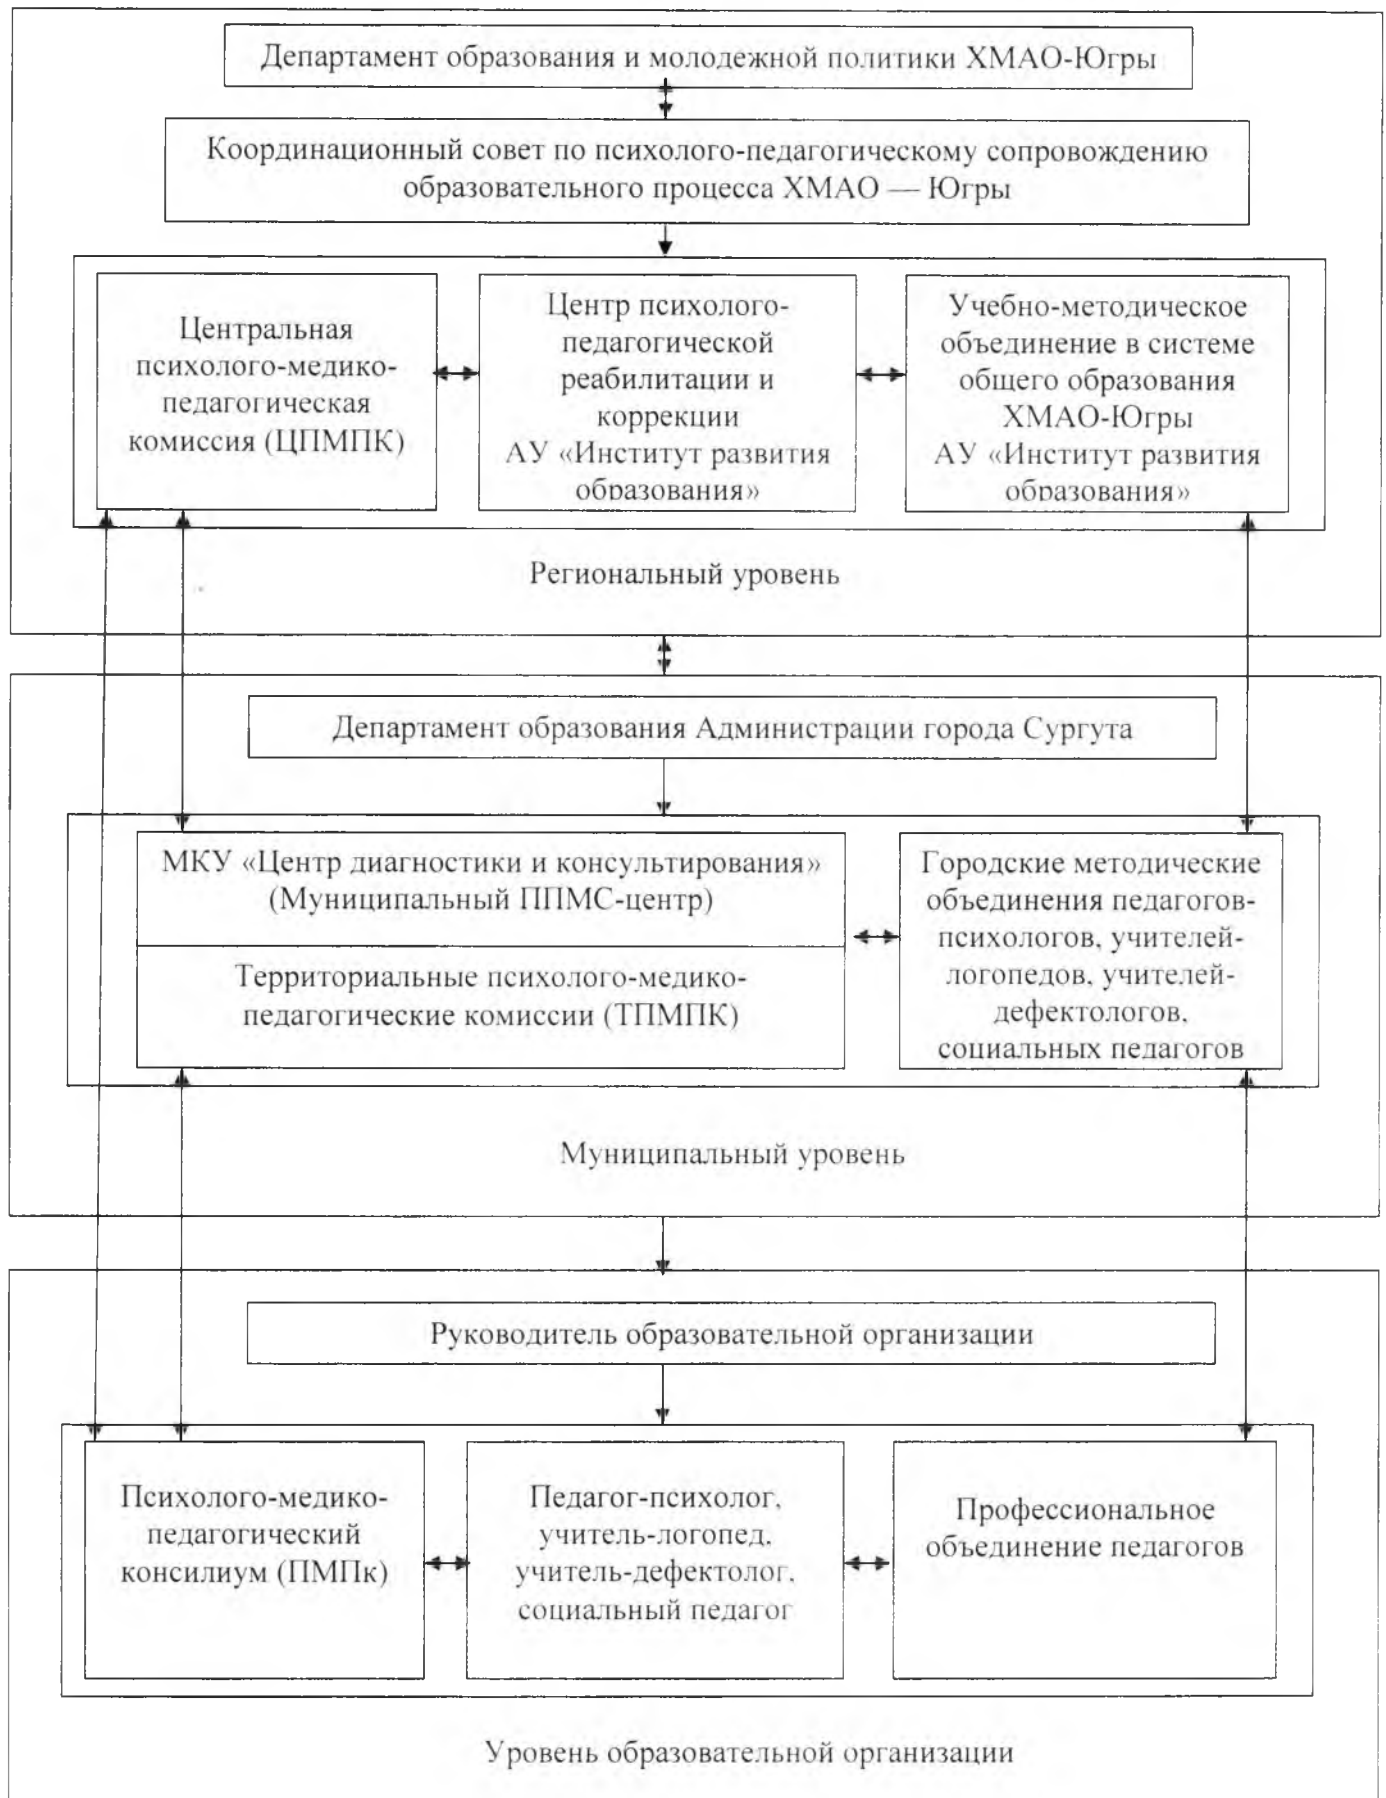 Департамент образования и молодежной политики ХМАО-Югры
Координационный совет по психолого-педагогическому сопровождению
образовательного процесса ХМАО — Югры
Центральная
психолого-медико-
педагогическая
комиссия (ЦПМПК)
Центр психолого-
педагогической
реабилитации и
коррекции
АУ «Институт развития
образования»
Учебно-методическое
объединение в системе
общего образования
ХМАО-Югры
АУ «Институт развития
образования»
Региональный уровень
Департамент образования Администрации города Сургута
МКУ «Центр диагностики и консультирования»
(Муниципальный ППМС-центр)
Территориальные психолого-медико-
педагогические комиссии (ТПМПК)
Городские методические
объединения педагогов-
психологов, учителей-
логопедов, учителей-
дефектологов,
социальных педагогов
Муниципальный уровень
Руководитель образовательной организации
Психолого-медико-
педагогический
консилиум (ПМПк)
Педагог-психолог,
учитель-логопед,
учитель-дефектолог,
социальный педагог
Профессиональное
объединение педагогов
Уровень образовательной организации